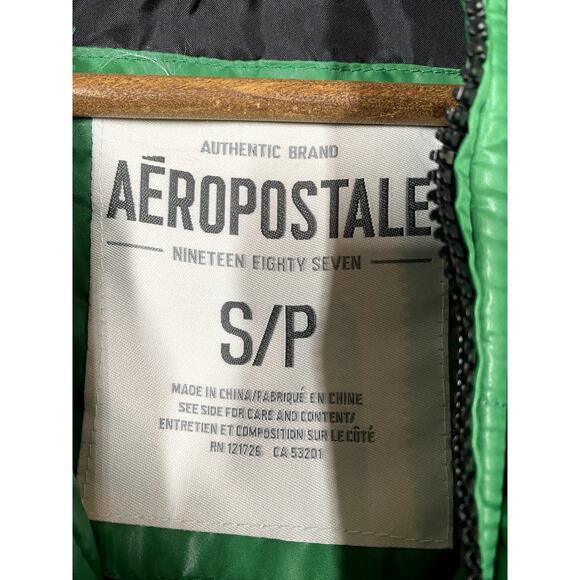 AUTHENTIC BRAND
AĒROPOSTALE
NINETEEN EIGHTY SEVEN
S/P
MADE IN CHINA/FABRIQUÉ EN CHINE
SEE SIDE FOR CARE AND CONTENT/
ENTRETIEN ET COMPOSITION SUR LE CÔTÉ
RN 121726 CA 53201